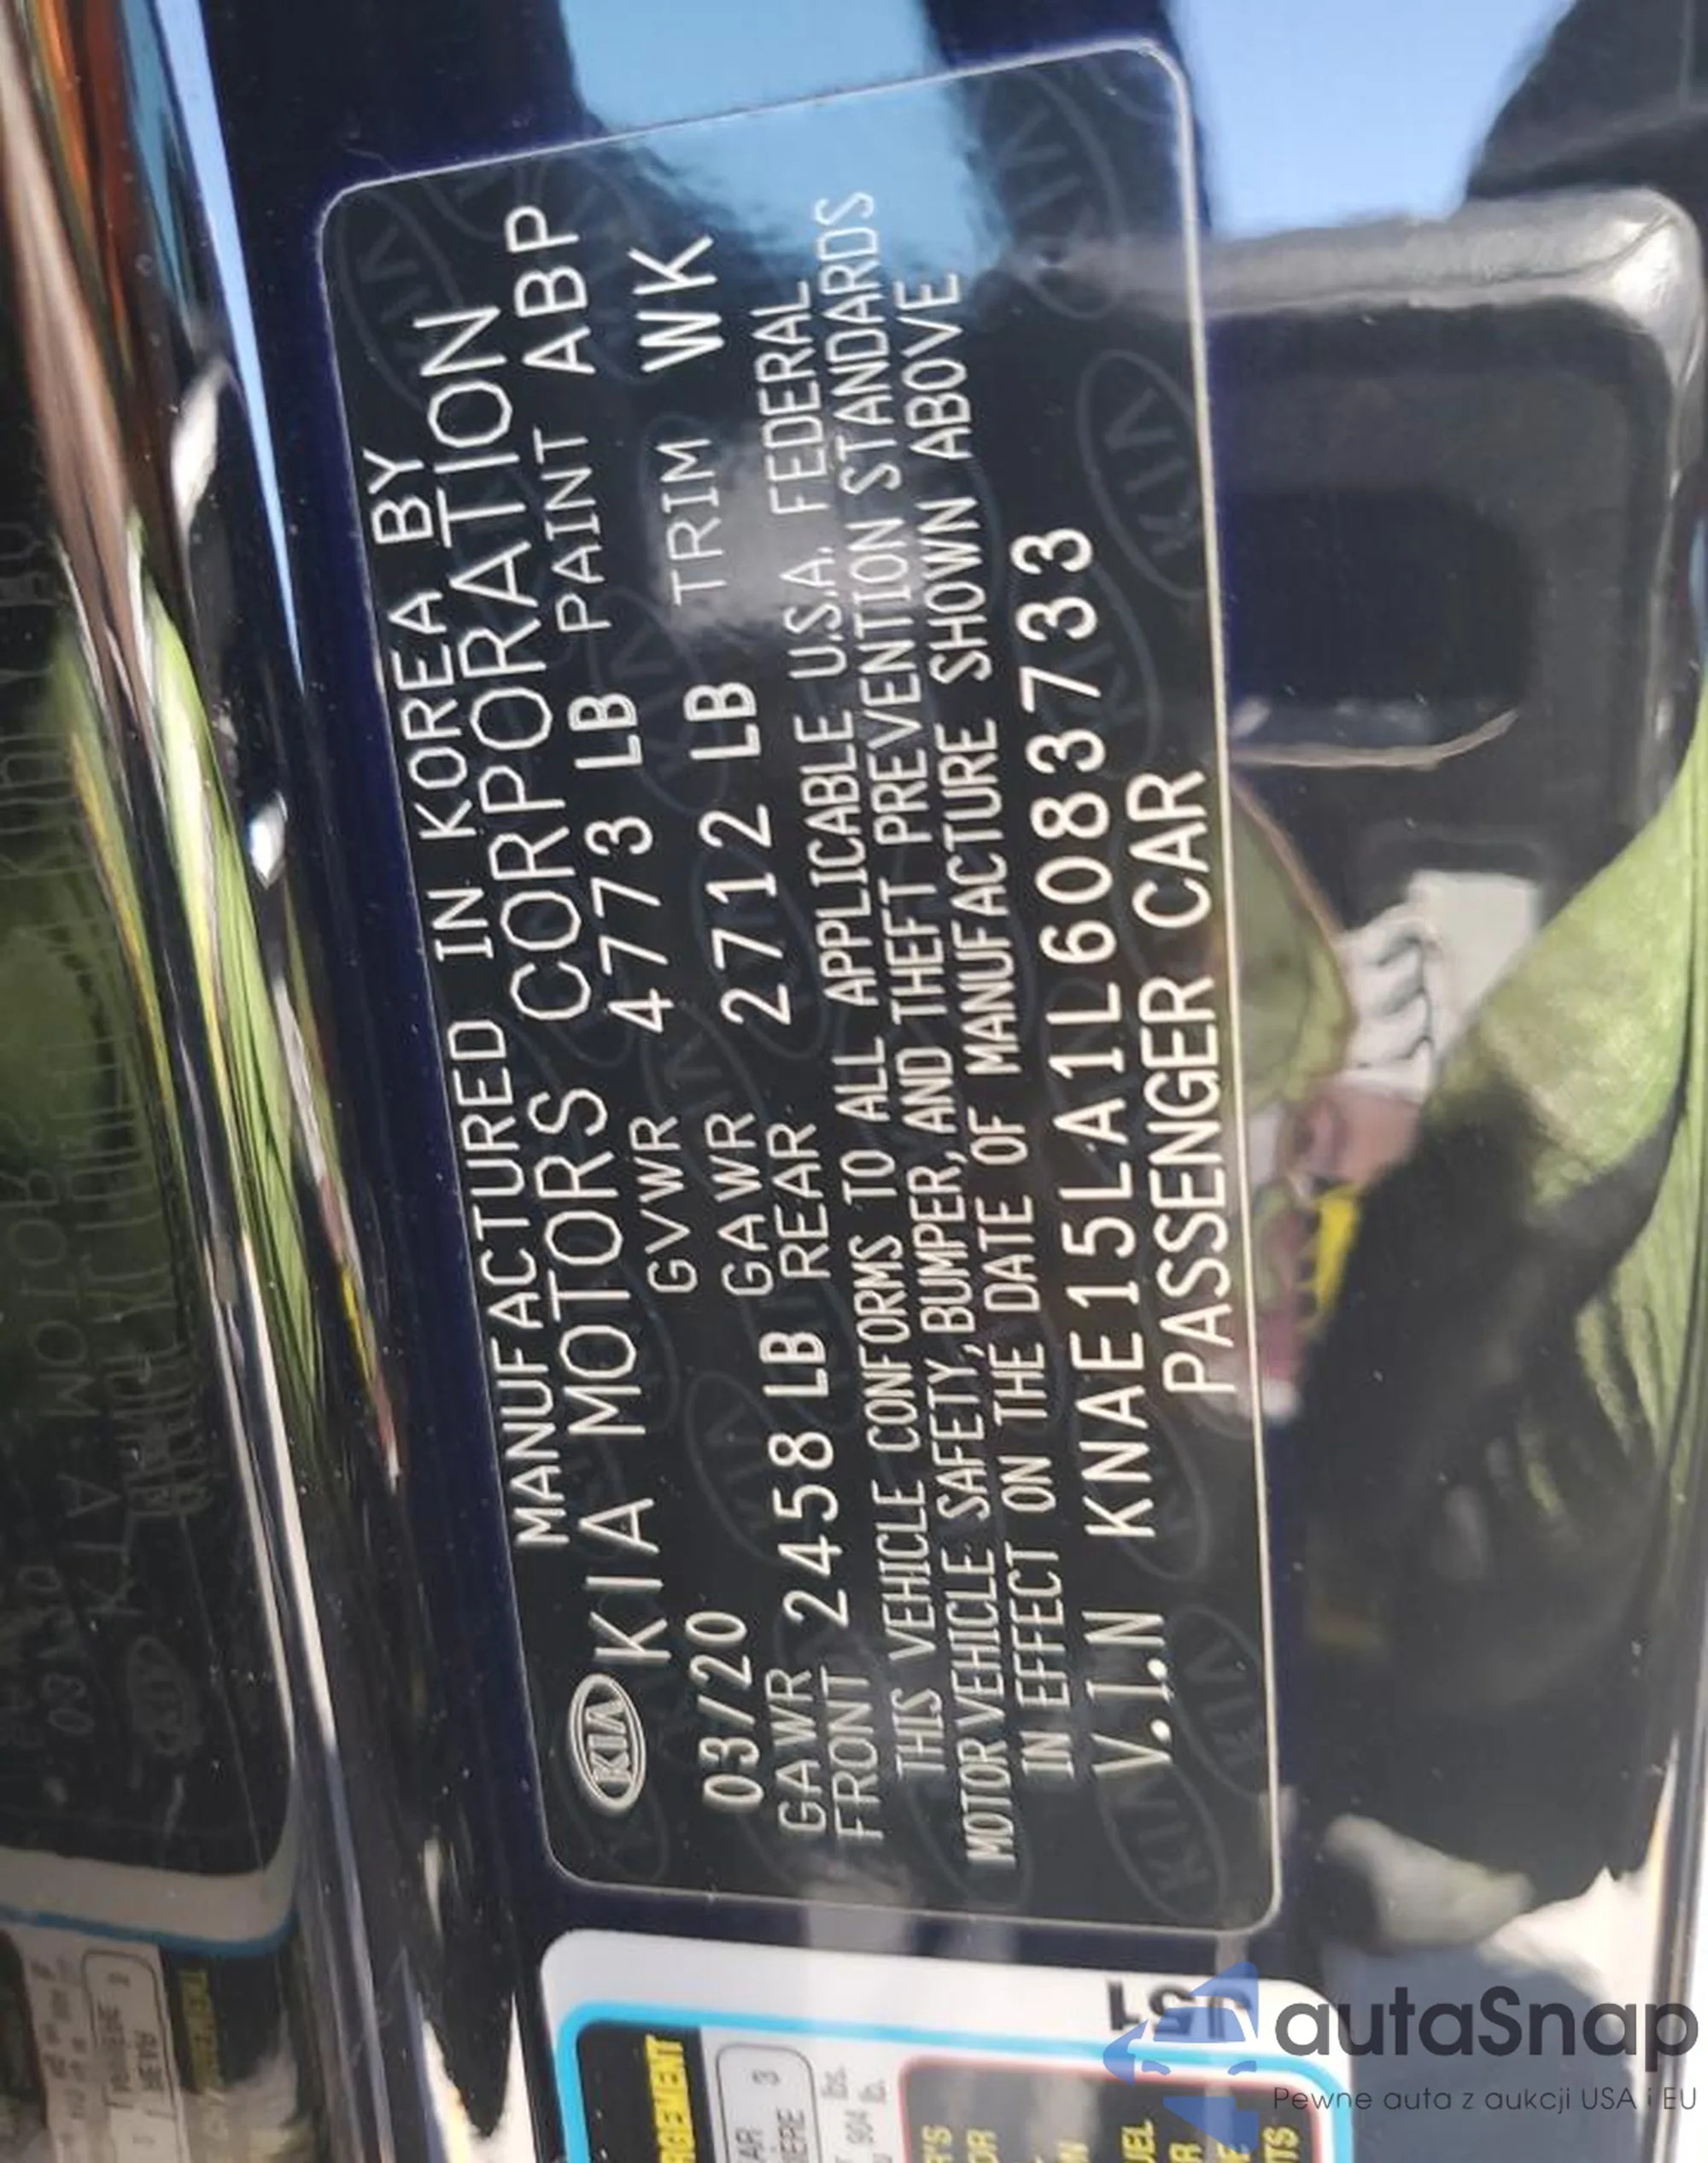 MANUFACTURED IN KOREA BY
KIA KIA MOTORS CORPORATION
03/20 GVWR 4773 LB PAINT ABP
GAWR FRONT 2458 LB GAWR REAR 2712 LB TRIM WK
THIS VEHICLE CONFORMS TO ALL APPLICABLE U.S.A. FEDERAL
MOTOR VEHICLE SAFETY, BUMPER, AND THEFT PREVENTION STANDARDS
IN EFFECT ON THE DATE OF MANUFACTURE SHOWN ABOVE
V.I.N KNAE15LA1L6083733
PASSENGER CAR
autaSnap
Pewne auta z aukcji USA i EU